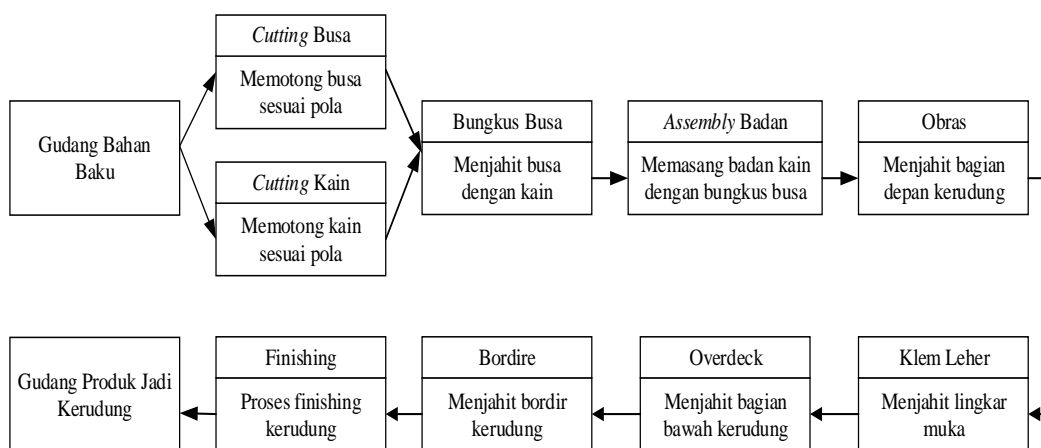 Cutting Busa
Memotong busa
sesuai pola
Gudang Bahan
Baku
Cutting Kain
Memotong kain
sesuai pola
Bungkus Busa
Menjahit busa
dengan kain
Assembly Badan
Memasang badan kain
dengan bungkus busa
Obras
Menjahit bagian
depan kerudung
Klem Leher
Menjahit lingkar
muka
Overdeck
Menjahit bagian
bawah kerudung
Bordire
Menjahit bordir
kerudung
Finishing
Proses finishing
kerudung
Gudang Produk Jadi
Kerudung